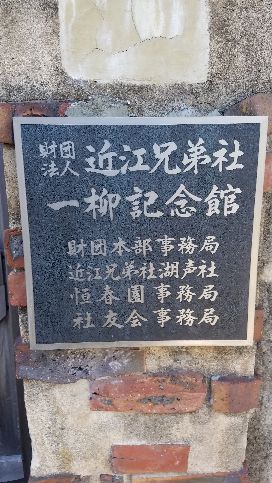 財団法人 近江兄弟社
一柳記念館
財団本部事務局
近江兄弟社湖声社
恒春園事務局
社友会事務局